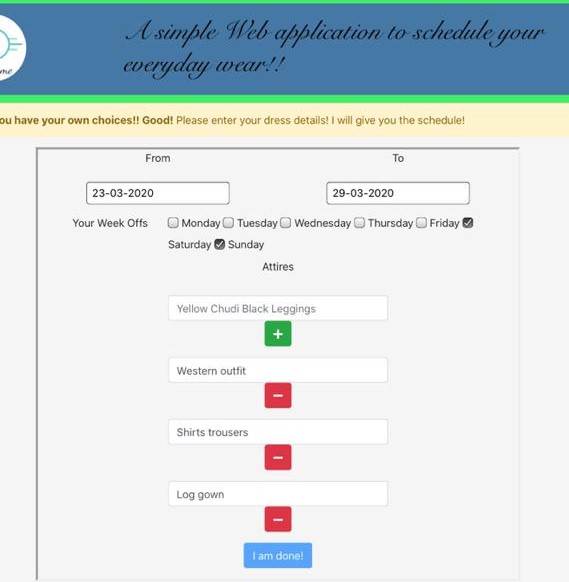 A simple Web application to schedule your
everyday wear!!
me
ou have your own choices!! Good! Please enter your dress details! I will give you the schedule!
From To
23-03-2020 29-03-2020
Your Week Offs Monday Tuesday Wednesday Thursday Friday
Saturday Sunday
Attires
Yellow Chudi Black Leggings
+
Western outfit
−
Shirts trousers
−
Log gown
−
I am done!